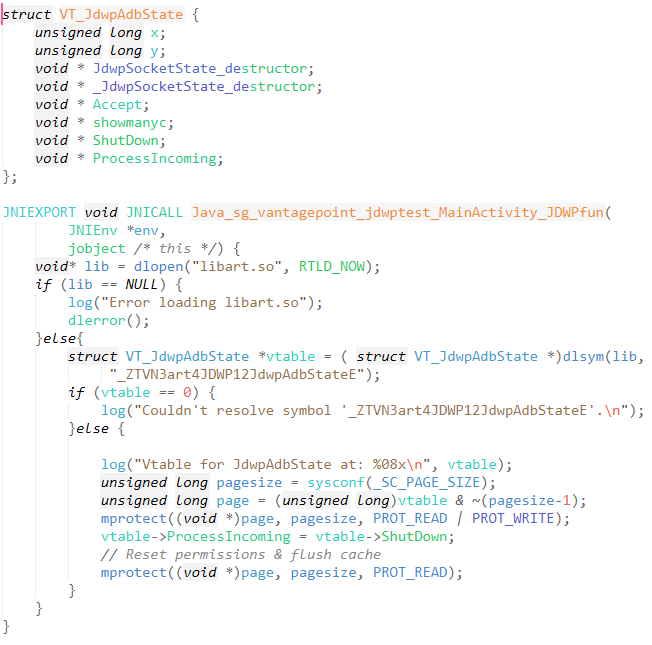 struct VT_JdwpAdbState {
    unsigned long x;
    unsigned long y;
    void * JdwpSocketState_destructor;
    void * _JdwpSocketState_destructor;
    void * Accept;
    void * showmanyc;
    void * ShutDown;
    void * ProcessIncoming;
};

JNIEXPORT void JNICALL Java_sg_vantagepoint_jdwptest_MainActivity_JDWPfun(
        JNIEnv *env,
        jobject /* this */) {
    void* lib = dlopen("libart.so", RTLD_NOW);
    if (lib == NULL) {
        log("Error loading libart.so");
        dlerror();
    }else{
        struct VT_JdwpAdbState *vtable = ( struct VT_JdwpAdbState *)dlsym(lib,
             "_ZTVN3art4JDWP12JdwpAdbStateE");
        if (vtable == 0) {
            log("Couldn't resolve symbol '_ZTVN3art4JDWP12JdwpAdbStateE'.\n");
        }else {

            log("Vtable for JdwpAdbState at: %08x\n", vtable);
            unsigned long pagesize = sysconf(_SC_PAGE_SIZE);
            unsigned long page = (unsigned long)vtable & ~(pagesize-1);
            mprotect((void *)page, pagesize, PROT_READ | PROT_WRITE);
            vtable->ProcessIncoming = vtable->ShutDown;
            // Reset permissions & flush cache
            mprotect((void *)page, pagesize, PROT_READ);
        }
    }
}